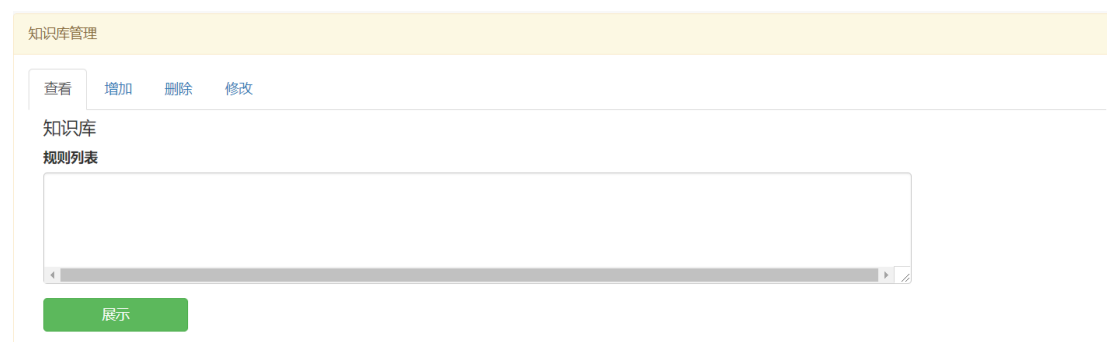 知识库管理
查看 增加 删除 修改
知识库
规则列表
展示